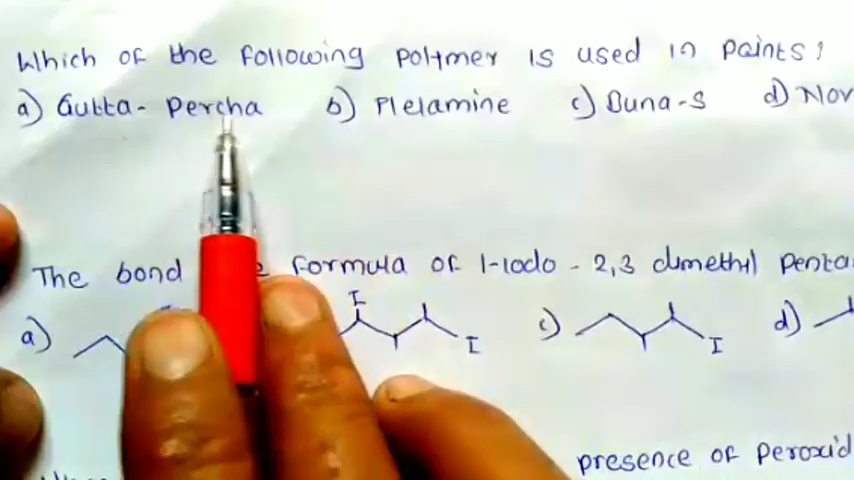 Which of the following Polymer is used in Paints?
a) Gutta- Percha b) Melamine c) Buna-S d) Nov
The bond formula of 1-iodo - 2,3 dimethyl Penta
a) I I c) I d)
presence of Peroxid